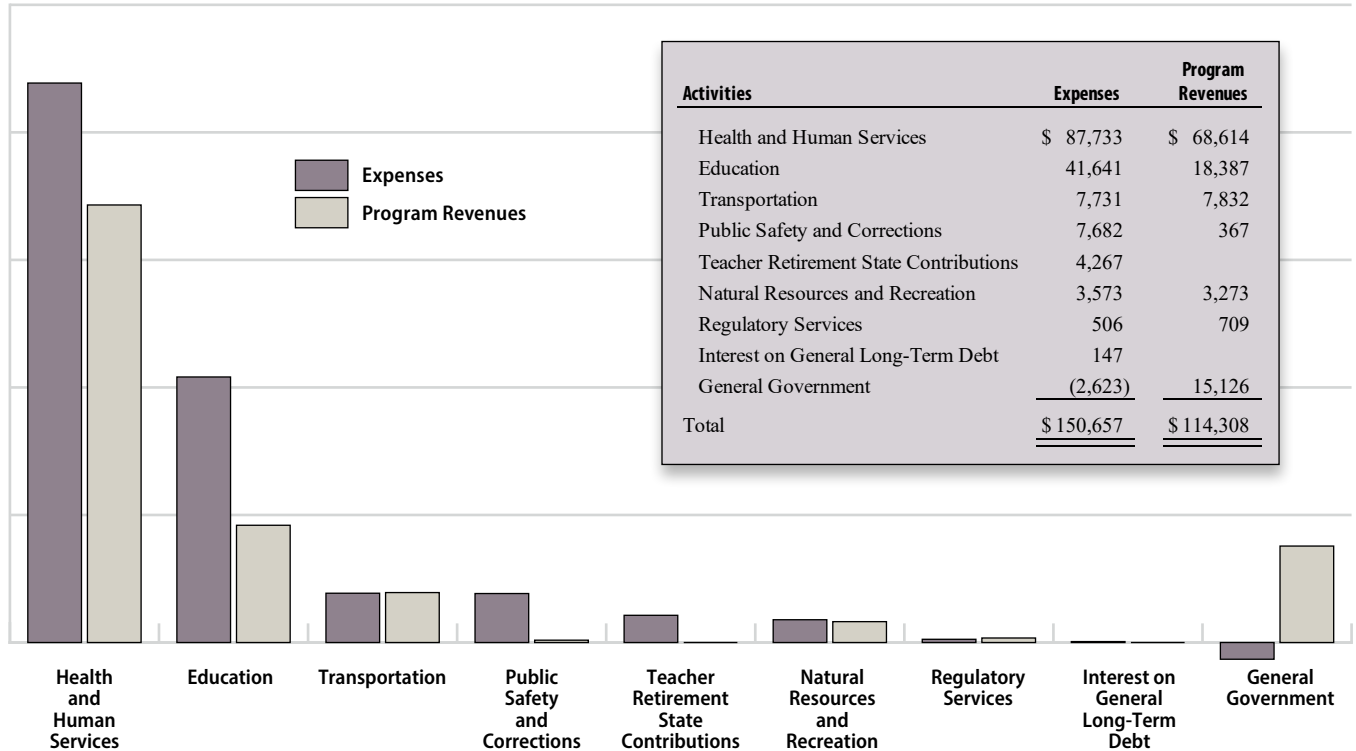 Activities Expenses Program Revenues
Health and Human Services $ 87,733 $ 68,614
Education 41,641 18,387
Transportation 7,731 7,832
Public Safety and Corrections 7,682 367
Teacher Retirement State Contributions 4,267
Natural Resources and Recreation 3,573 3,273
Regulatory Services 506 709
Interest on General Long-Term Debt 147
General Government (2,623) 15,126
Total $ 150,657 $ 114,308
Expenses
Program Revenues
Health
and
Human
Services
Education
Transportation
Public
Safety
and
Corrections
Teacher
Retirement
State
Contributions
Natural
Resources
and
Recreation
Regulatory
Services
Interest on
General
Long-Term
Debt
General
Government